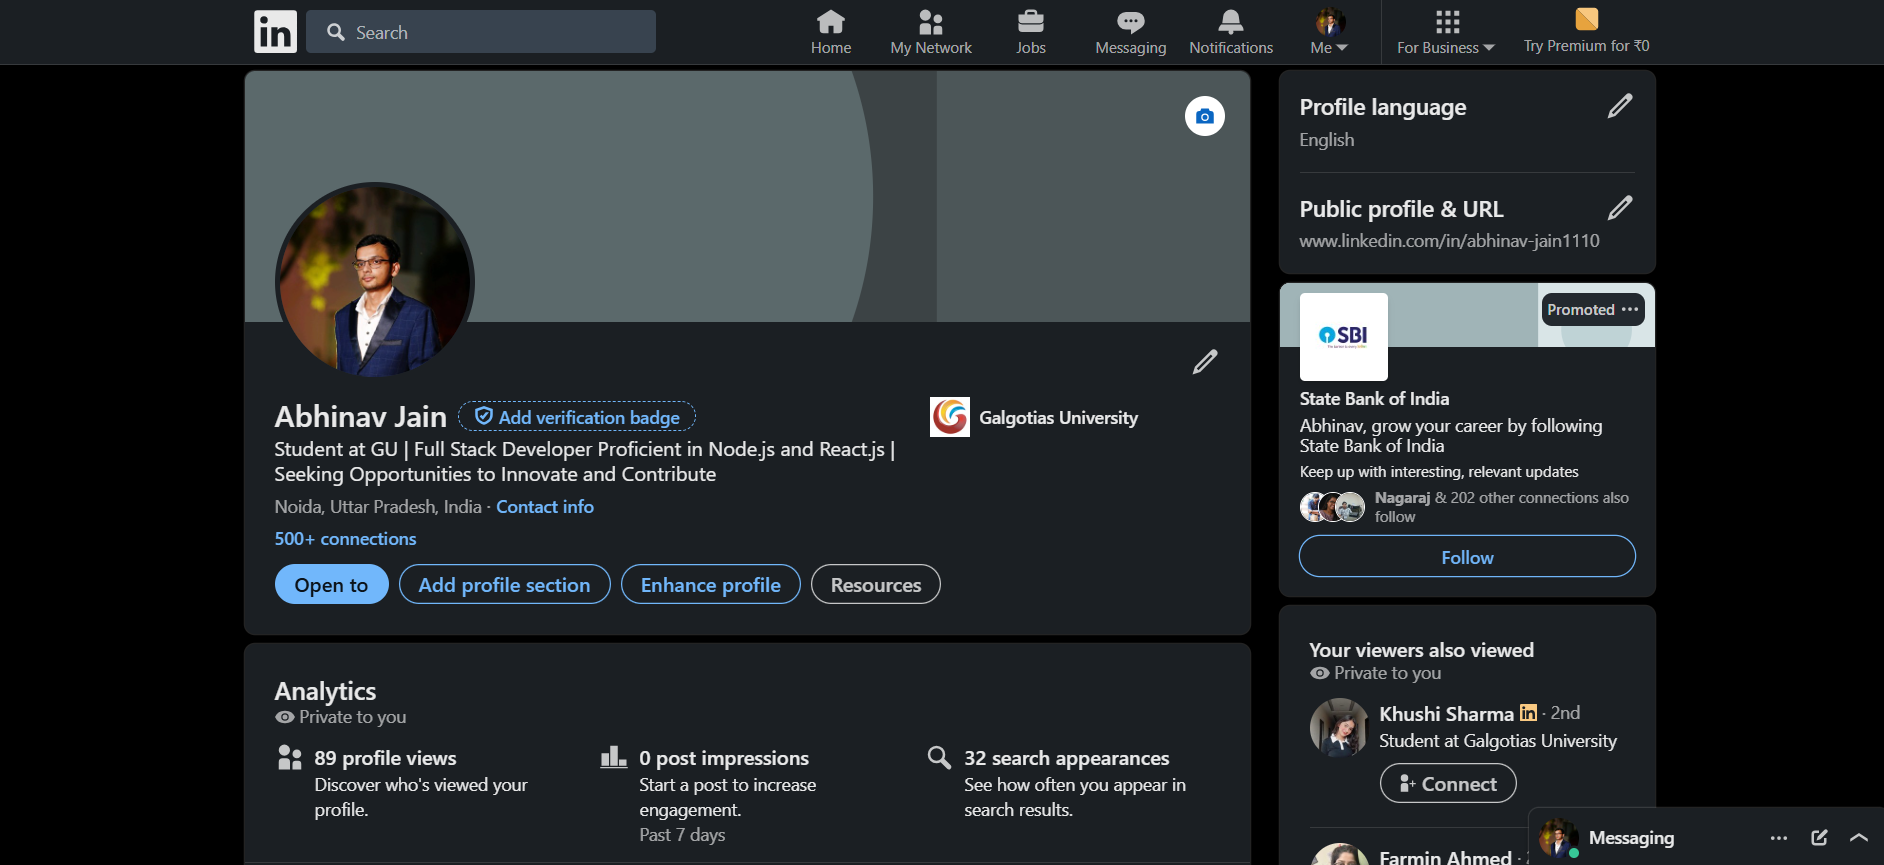 in
Search
Home
My Network
Jobs
Messaging
Notifications
Me
For Business
Try Premium for ₹0
Abhinav Jain
Add verification badge
Galgotias University
Student at GU | Full Stack Developer Proficient in Node.js and React.js |
Seeking Opportunities to Innovate and Contribute
Noida, Uttar Pradesh, India · Contact info
500+ connections
Open to
Add profile section
Enhance profile
Resources
Analytics
Private to you
89 profile views
Discover who's viewed your
profile.
0 post impressions
Start a post to increase
engagement.
Past 7 days
32 search appearances
See how often you appear in
search results.
Profile language
English
Public profile & URL
www.linkedin.com/in/abhinav-jain1110
Promoted
SBI
State Bank of India
Abhinav, grow your career by following
State Bank of India
Keep up with interesting, relevant updates
Nagaraj & 202 other connections also
follow
Follow
Your viewers also viewed
Private to you
Khushi Sharma in · 2nd
Student at Galgotias University
Connect
Farmin Ahmed ·
Messaging